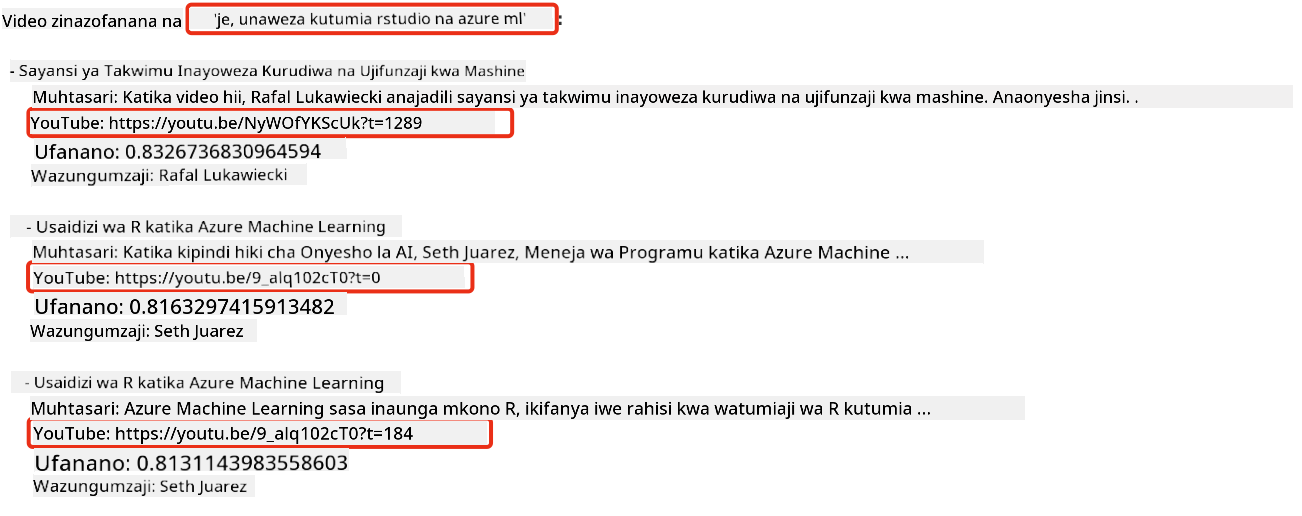 Video zinazofanana na 'je, unaweza kutumia rstudio na azure ml' :
- Sayansi ya Takwimu Inayoweza Kurudiwa na Ujifunzaji kwa Mashine
Muhtasari: Katika video hii, Rafal Lukawiecki anajadili sayansi ya takwimu inayoweza kurudiwa na ujifunzaji kwa mashine. Anaonyesha jinsi. .
YouTube: https://youtu.be/NyWOfYKScUk?t=1289
Ufanano: 0.8326736830964594
Wazungumzaji: Rafal Lukawiecki
- Usaidizi wa R katika Azure Machine Learning
Muhtasari: Katika kipindi hiki cha Onyesho la AI, Seth Juarez, Meneja wa Programu katika Azure Machine ...
YouTube: https://youtu.be/9_alq102cT0?t=0
Ufanano: 0.8163297415913482
Wazungumzaji: Seth Juarez
- Usaidizi wa R katika Azure Machine Learning
Muhtasari: Azure Machine Learning sasa inaunga mkono R, ikifanya iwe rahisi kwa watumiaji wa R kutumia ...
YouTube: https://youtu.be/9_alq102cT0?t=184
Ufanano: 0.8131143983558603
Wazungumzaji: Seth Juarez